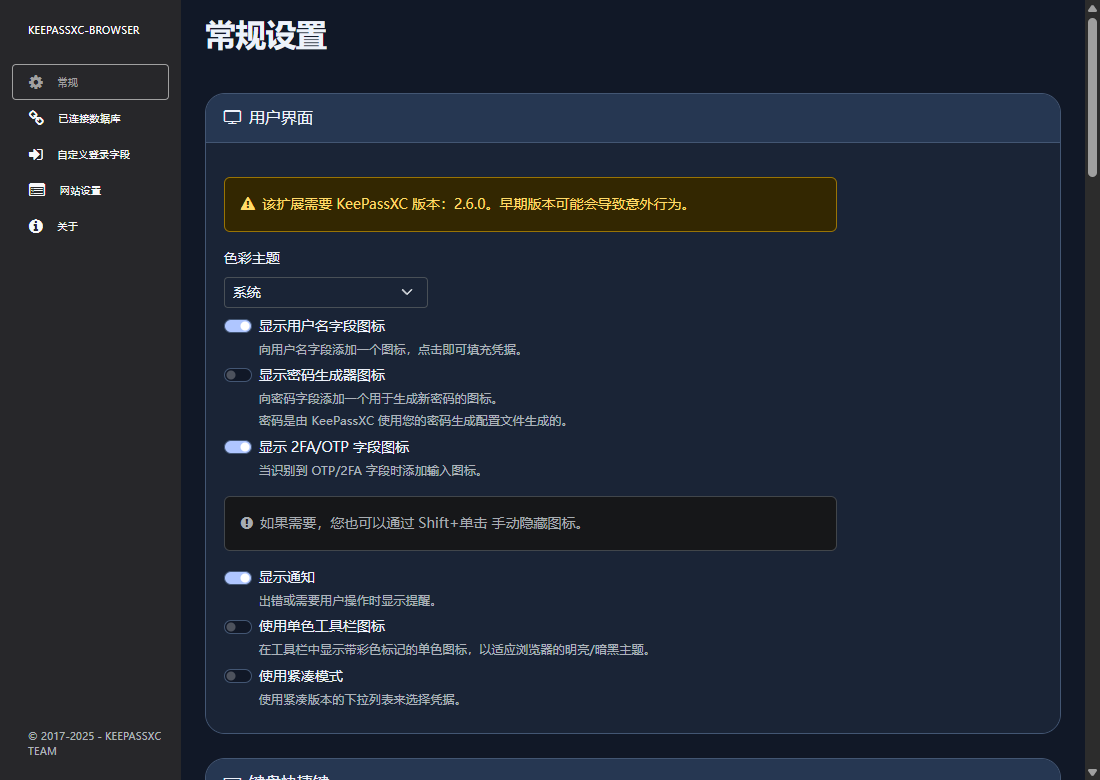 KEEPASSXC-BROWSER
常规
已连接数据库
自定义登录字段
网站设置
关于
© 2017-2025 - KEEPASSXC
TEAM
常规设置
用户界面
该扩展需要 KeePassXC 版本：2.6.0。早期版本可能会导致意外行为。
色彩主题
系统
显示用户名字段图标
向用户名字段添加一个图标，点击即可填充凭据。
显示密码生成器图标
向密码字段添加一个用于生成新密码的图标。
密码是由 KeePassXC 使用您的密码生成配置文件生成的。
显示 2FA/OTP 字段图标
当识别到 OTP/2FA 字段时添加输入图标。
如果需要，您也可以通过 Shift+单击 手动隐藏图标。
显示通知
出错或需要用户操作时显示提醒。
使用单色工具栏图标
在工具栏中显示带彩色标记的单色图标，以适应浏览器的明亮/暗黑主题。
使用紧凑模式
使用紧凑版本的下拉列表来选择凭据。
键盘快捷键